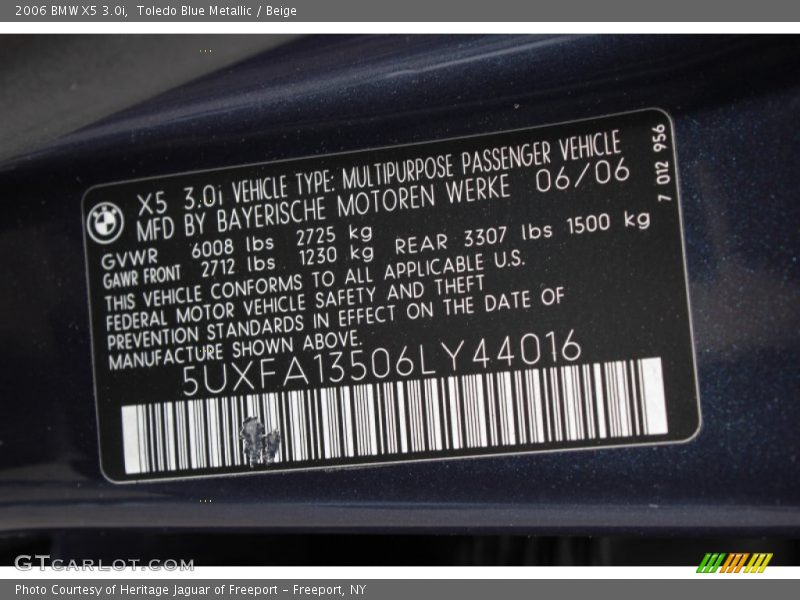 2006 BMW X5 3.0i, Toledo Blue Metallic / Beige
X5 3.0i VEHICLE TYPE: MULTIPURPOSE PASSENGER VEHICLE
MFD BY BAYERISCHE MOTOREN WERKE 06/06
GVWR 6008 lbs 2725 kg
GAWR FRONT 2712 lbs 1230 kg REAR 3307 lbs 1500 kg
THIS VEHICLE CONFORMS TO ALL APPLICABLE U.S.
FEDERAL MOTOR VEHICLE SAFETY AND THEFT
PREVENTION STANDARDS IN EFFECT ON THE DATE OF
MANUFACTURE SHOWN ABOVE.
5UXFA13506LY44016
7 012 956
GTCARLOT.COM
Photo Courtesy of Heritage Jaguar of Freeport - Freeport, NY